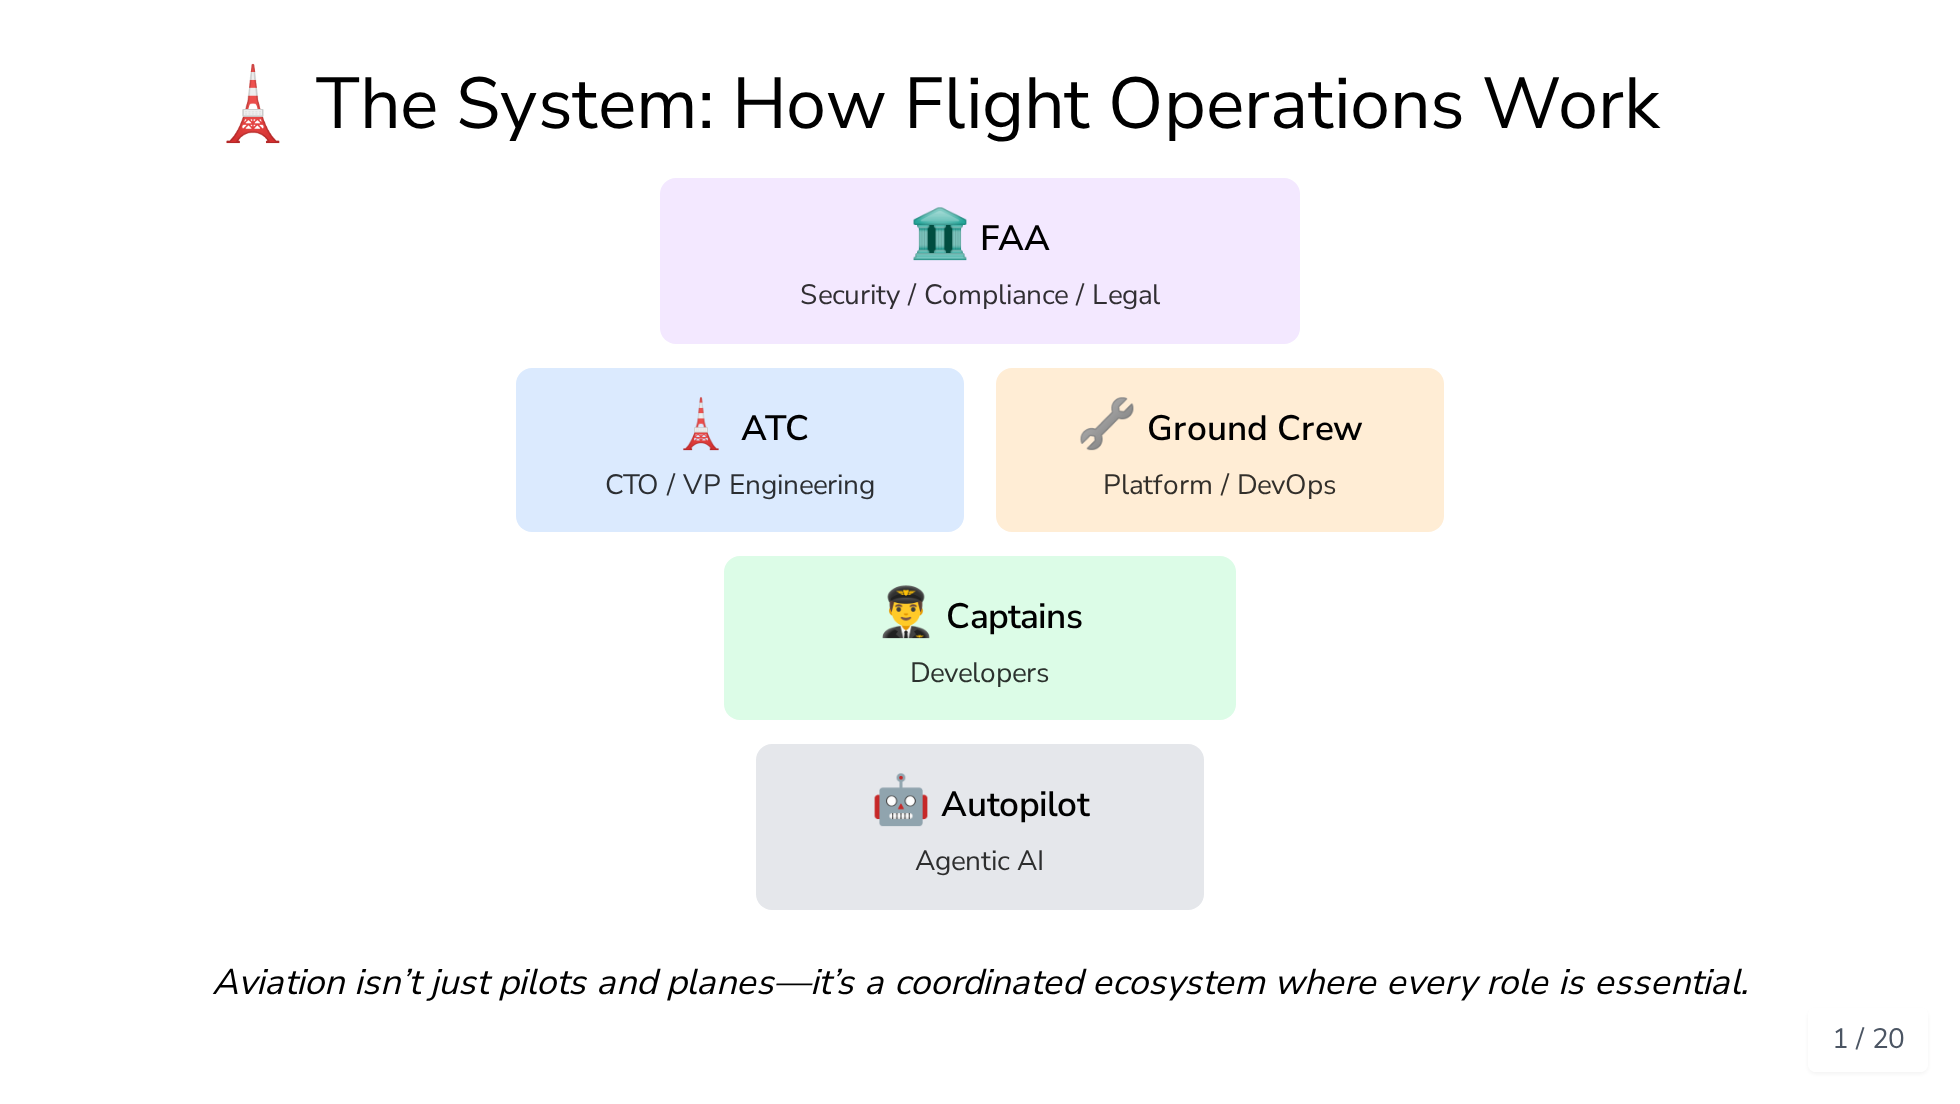 The System: How Flight Operations Work
FAA
Security / Compliance / Legal
ATC
CTO / VP Engineering
Ground Crew
Platform / DevOps
Captains
Developers
Autopilot
Agentic AI
Aviation isn’t just pilots and planes—it’s a coordinated ecosystem where every role is essential.
1 / 20